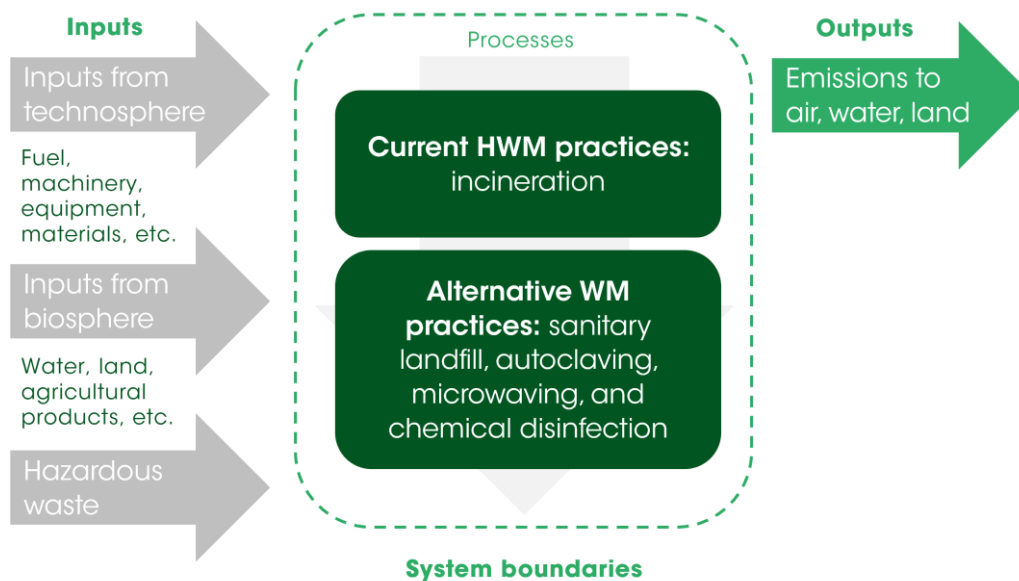 Inputs
Inputs from
technosphere
Fuel,
machinery,
equipment,
materials, etc.
Inputs from
biosphere
Water, land,
agricultural
products, etc.
Hazardous
waste
Processes
Current HWM practices:
incineration
Alternative WM
practices: sanitary
landfill, autoclaving,
microwaving, and
chemical disinfection
System boundaries
Outputs
Emissions to
air, water, land